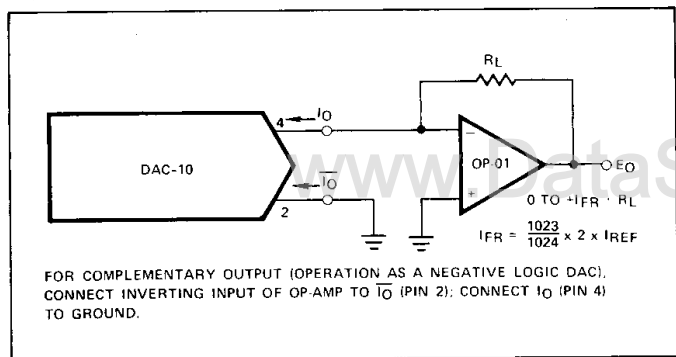 RL
4
IO
DAC-10
−
OP-01
EO
www.DataS
IO
+
0 TO +IFR · RL
2
IFR = 1023/1024 x 2 x IREF
FOR COMPLEMENTARY OUTPUT (OPERATION AS A NEGATIVE LOGIC DAC),
CONNECT INVERTING INPUT OF OP-AMP TO I̅O̅ (PIN 2); CONNECT IO (PIN 4)
TO GROUND.